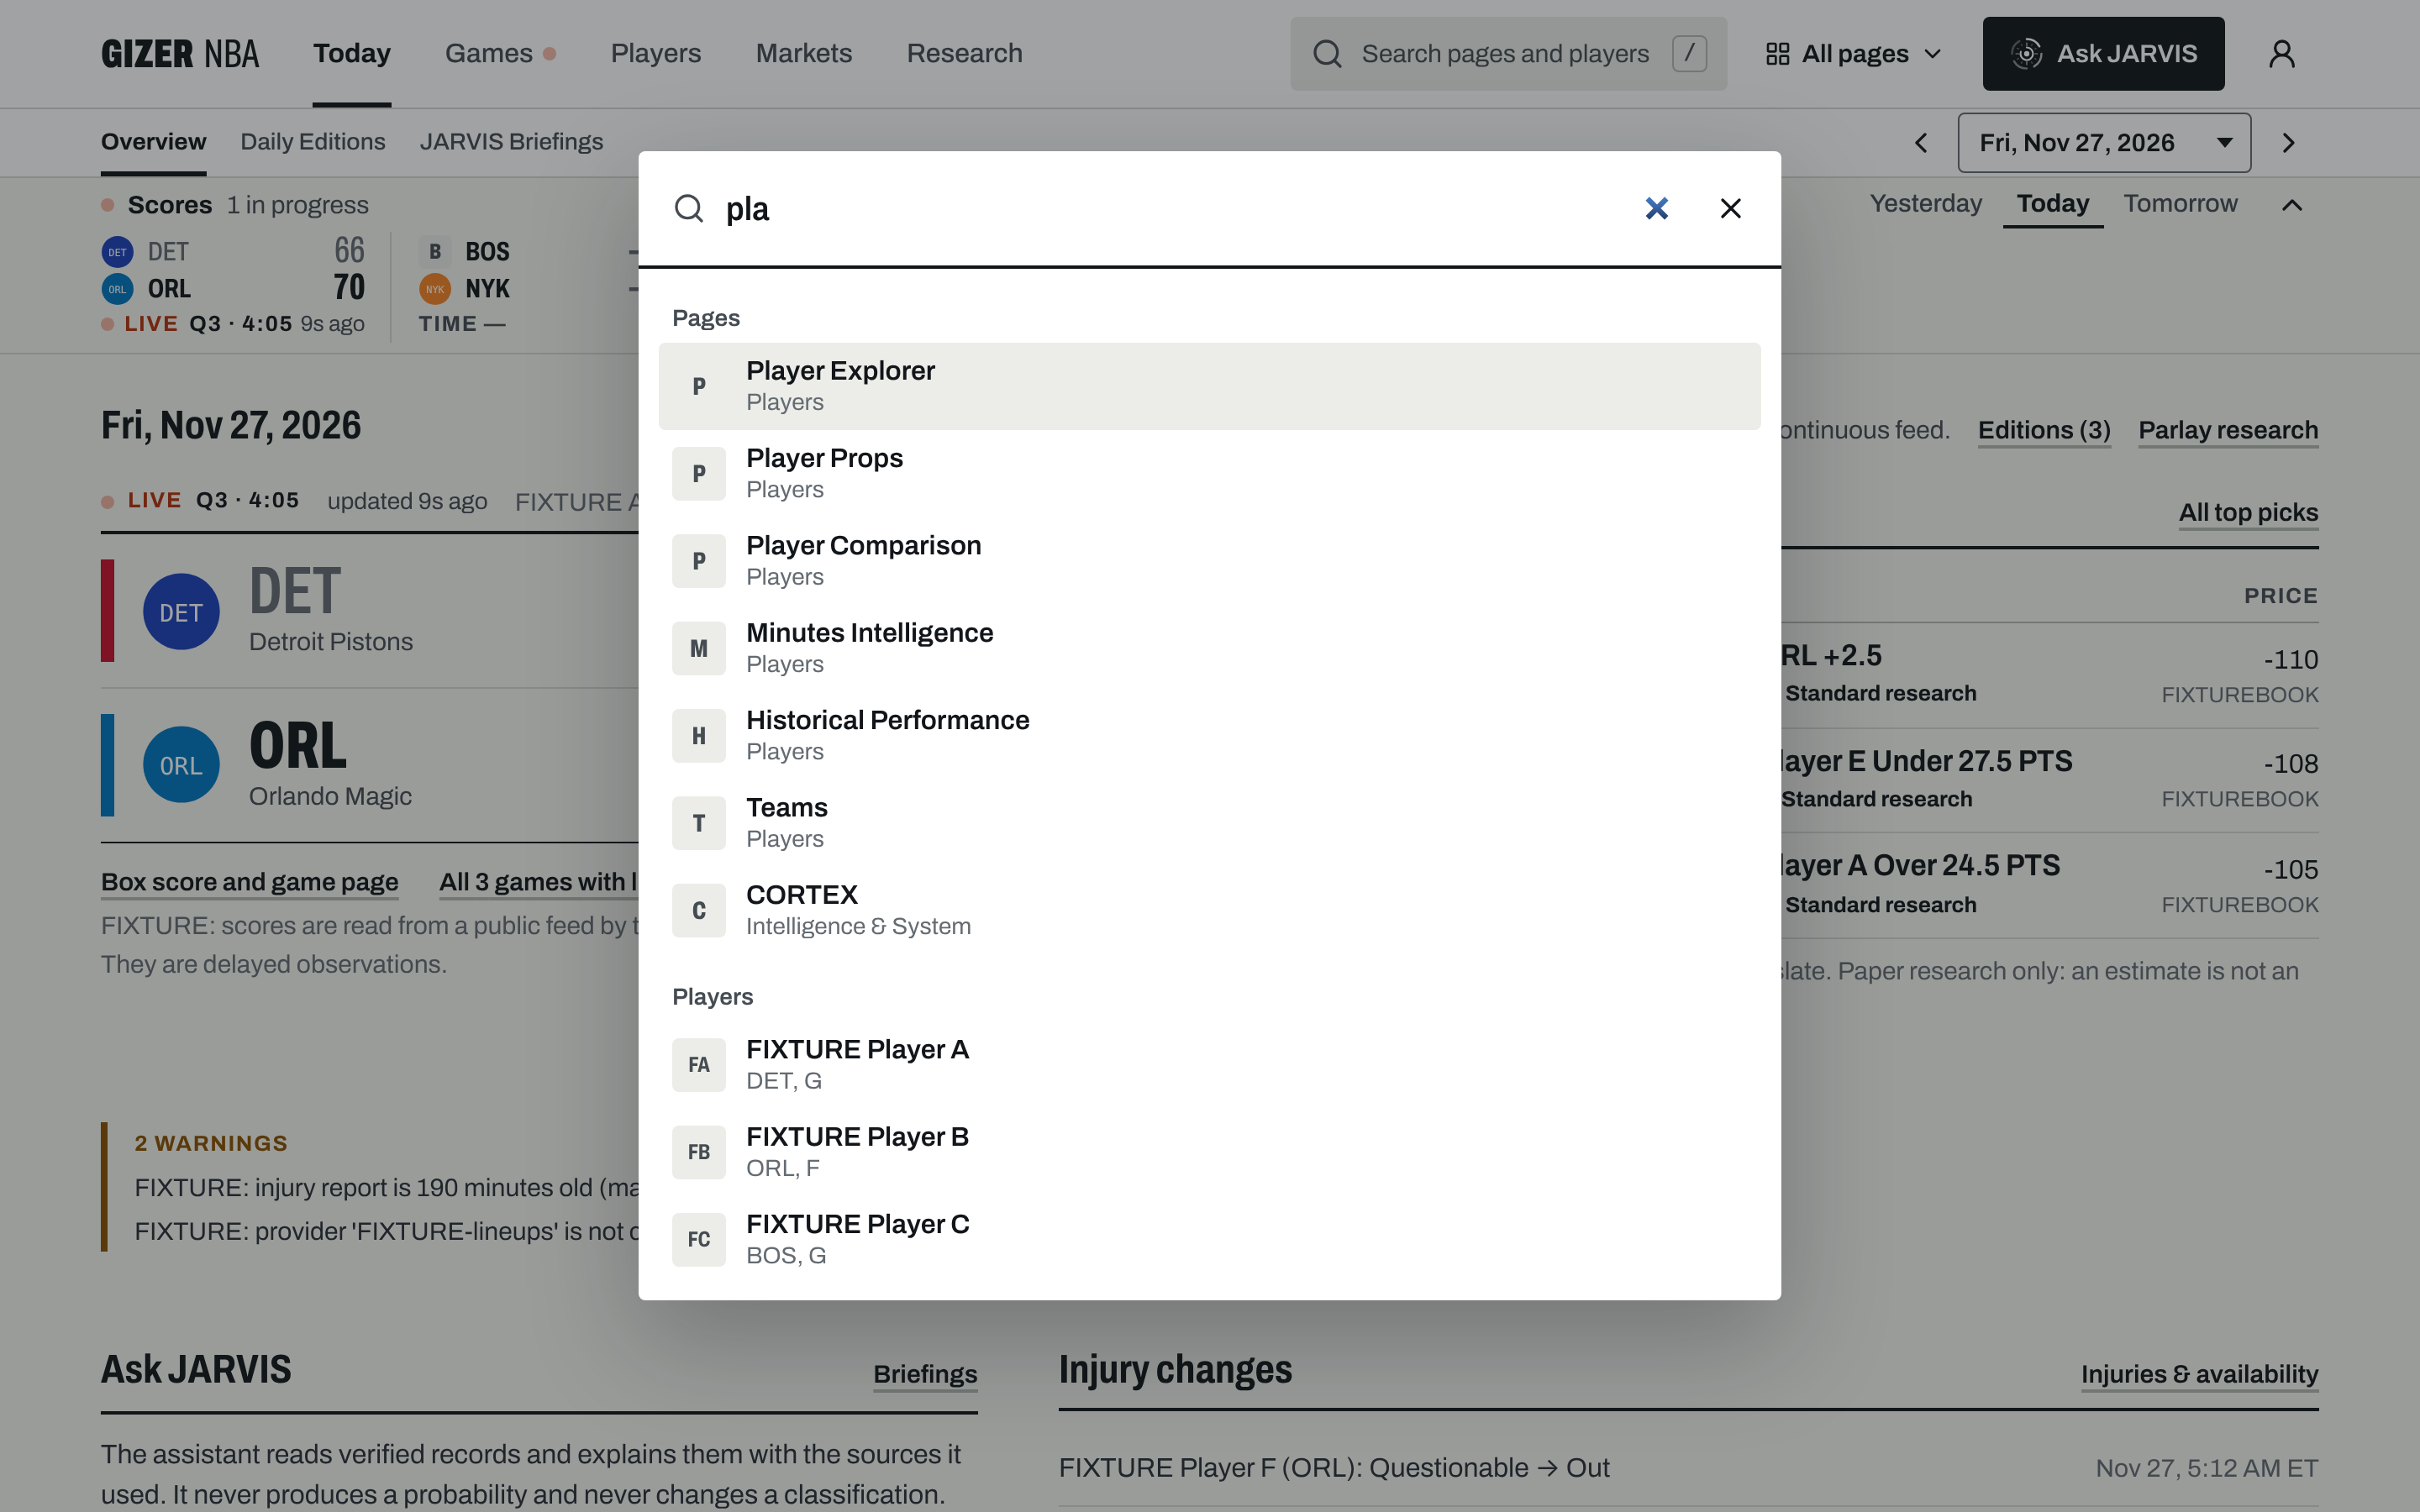 GIZER NBA Today Games Players Markets Research Search pages and players / All pages Ask JARVIS
Overview Daily Editions JARVIS Briefings Fri, Nov 27, 2026
Scores 1 in progress Yesterday Today Tomorrow
DET DET 66 B BOS
ORL ORL 70 NYK NYK
LIVE Q3 · 4:05 9s ago TIME —
pla
Pages
P Player Explorer
Players
P Player Props
Players
P Player Comparison
Players
M Minutes Intelligence
Players
H Historical Performance
Players
T Teams
Players
C CORTEX
Intelligence & System
Players
FA FIXTURE Player A
DET, G
FB FIXTURE Player B
ORL, F
FC FIXTURE Player C
BOS, G
Fri, Nov 27, 2026
LIVE Q3 · 4:05 updated 9s ago FIXTURE
DET DET
Detroit Pistons
ORL ORL
Orlando Magic
Box score and game page All 3 games with
FIXTURE: scores are read from a public feed by
They are delayed observations.
2 WARNINGS
FIXTURE: injury report is 190 minutes old
FIXTURE: provider 'FIXTURE-lineups' is not
feed. Editions (3) Parlay research
All top picks
PRICE
+2.5 -110
Standard research FIXTUREBOOK
E Under 27.5 PTS -108
Standard research FIXTUREBOOK
A Over 24.5 PTS -105
Standard research FIXTUREBOOK
Paper research only: an estimate is not an
Ask JARVIS Briefings
The assistant reads verified records and explains them with the sources it
used. It never produces a probability and never changes a classification.
Injury changes Injuries & availability
FIXTURE Player F (ORL): Questionable → Out Nov 27, 5:12 AM ET